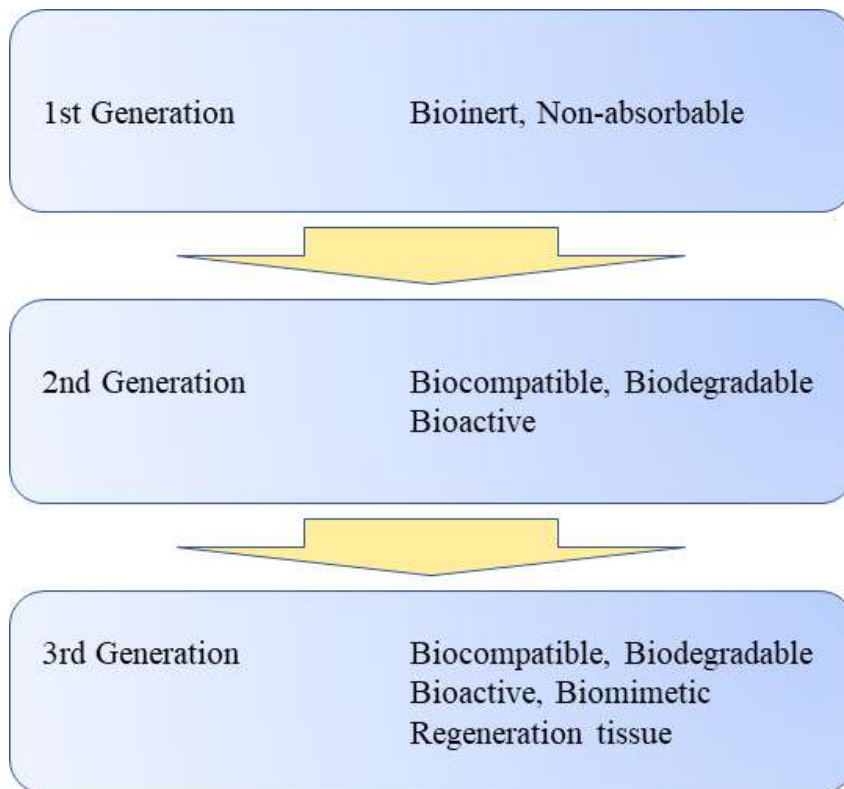 1st Generation Bioinert, Non-absorbable
2nd Generation Biocompatible, Biodegradable
Bioactive
3rd Generation Biocompatible, Biodegradable
Bioactive, Biomimetic
Regeneration tissue